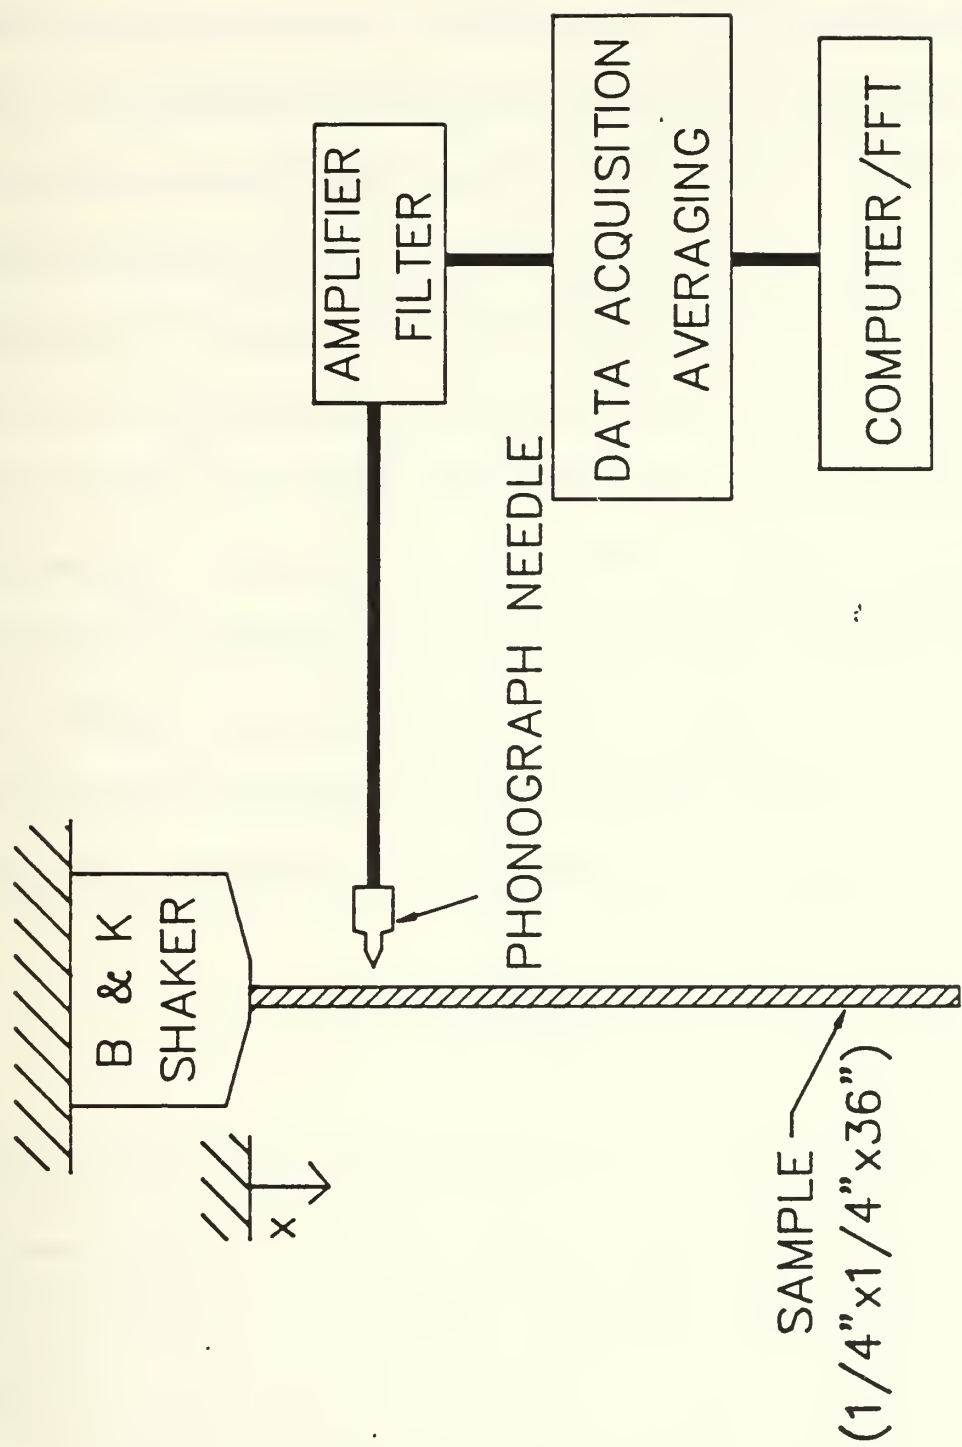 B & K
SHAKER
x
SAMPLE
(1/4"x1/4"x36")
PHONOGRAPH NEEDLE
AMPLIFIER
FILTER
DATA ACQUISITION
AVERAGING
COMPUTER/FFT